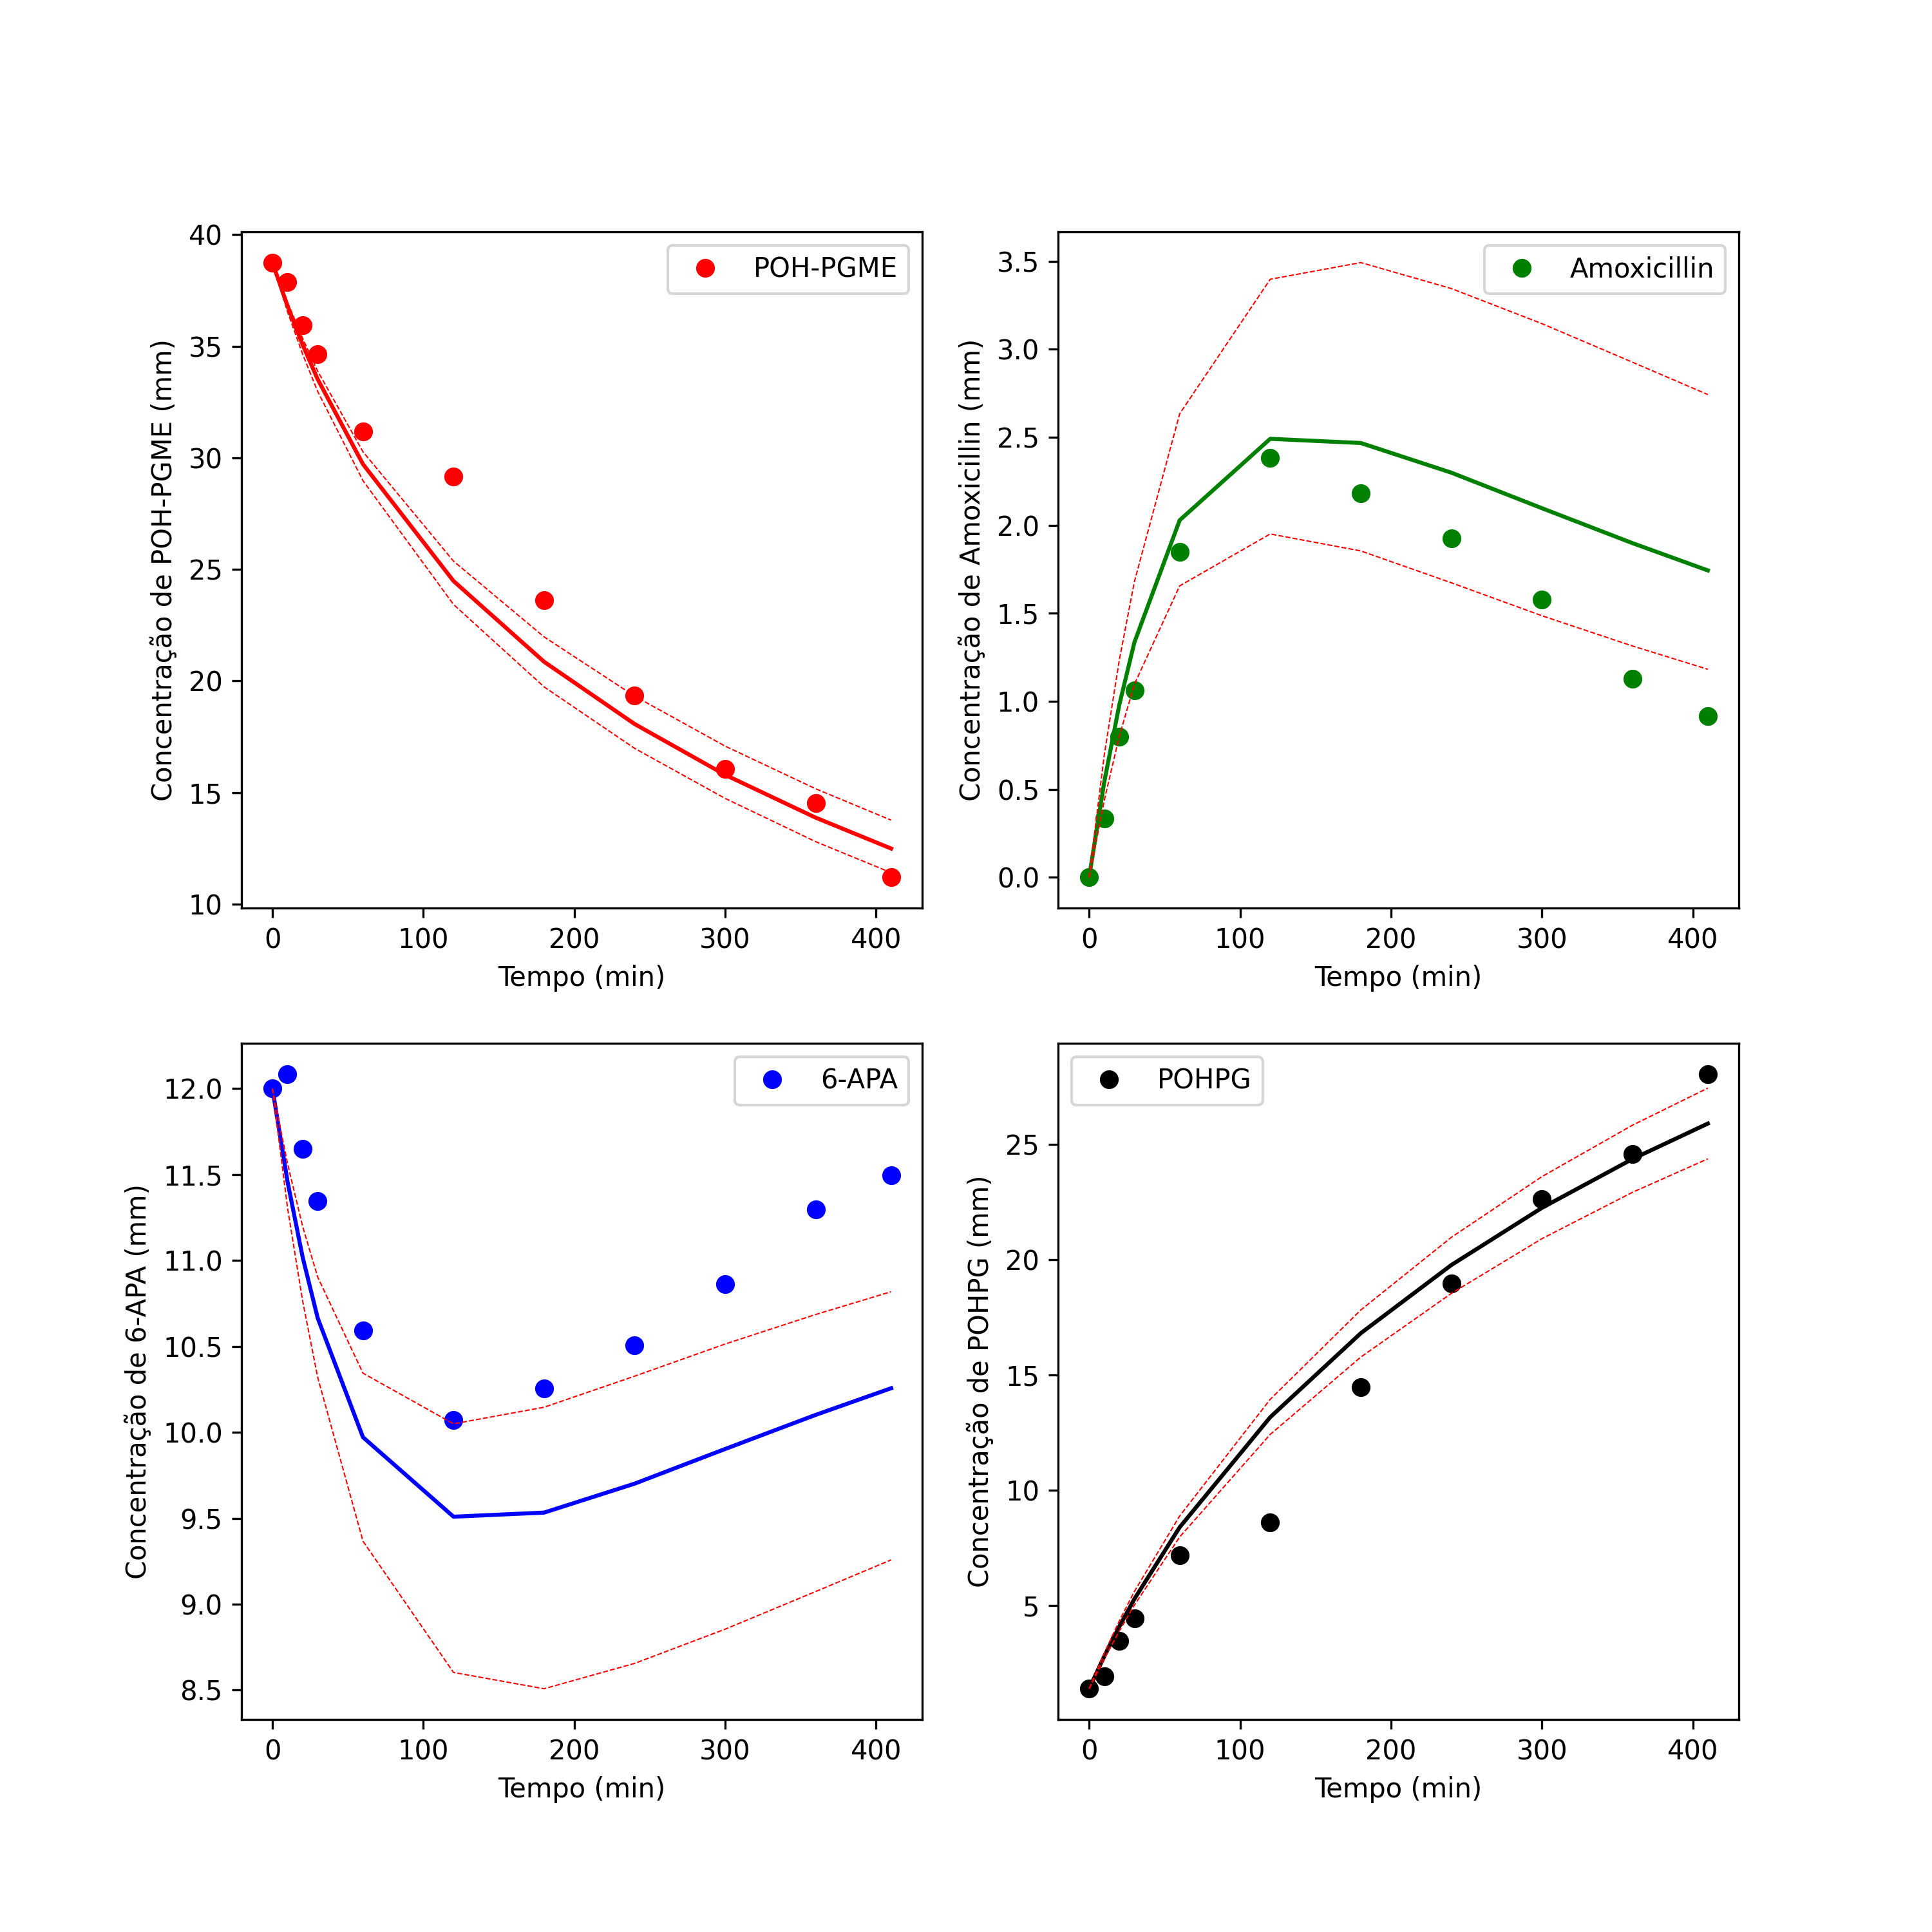 POH-PGME
Concentração de POH-PGME (mm)
40
35
30
25
20
15
10
0 100 200 300 400
Tempo (min)
Amoxicillin
Concentração de Amoxicillin (mm)
3.5
3.0
2.5
2.0
1.5
1.0
0.5
0.0
0 100 200 300 400
Tempo (min)
6-APA
Concentração de 6-APA (mm)
12.0
11.5
11.0
10.5
10.0
9.5
9.0
8.5
0 100 200 300 400
Tempo (min)
POHPG
Concentração de POHPG (mm)
25
20
15
10
5
0 100 200 300 400
Tempo (min)